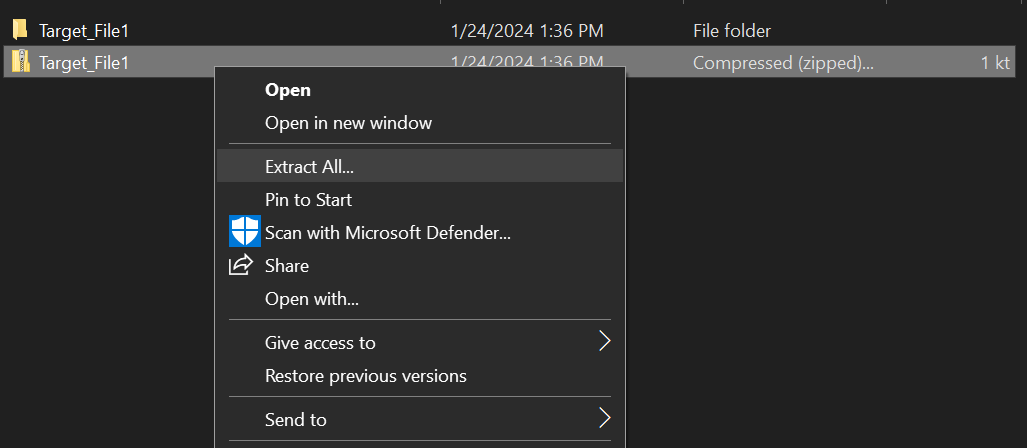 Target_File1 1/24/2024 1:36 PM File folder
Target_File1 1/24/2024 1:36 PM Compressed (zipped)... 1 kt
Open
Open in new window
Extract All...
Pin to Start
Scan with Microsoft Defender...
Share
Open with...
Give access to
Restore previous versions
Send to